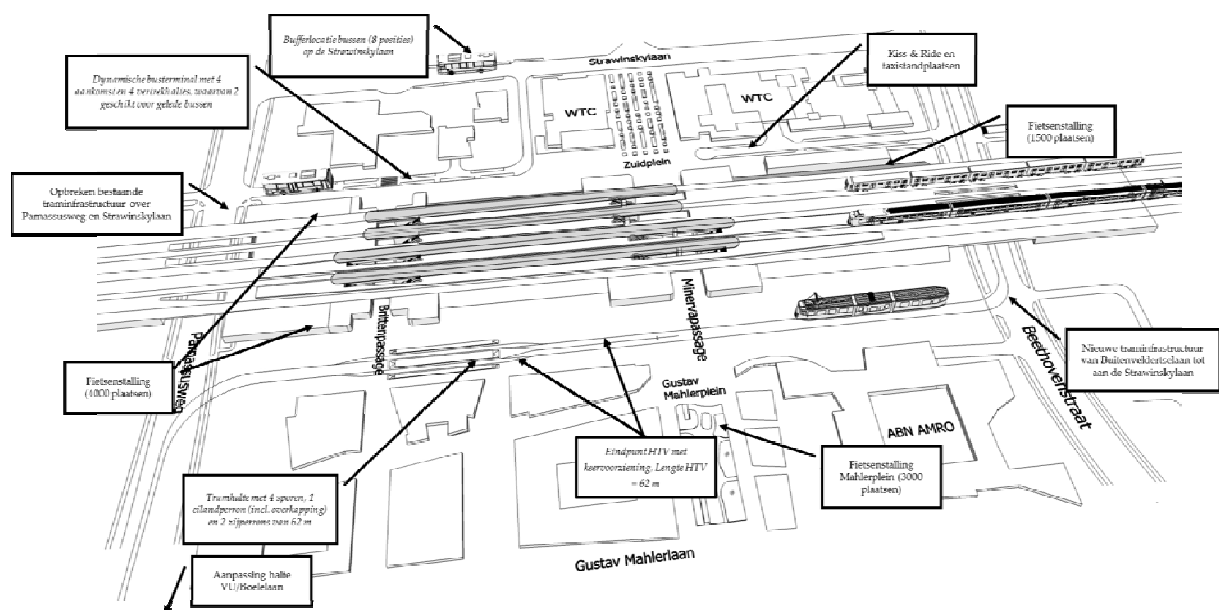 Bufferlocatie bussen (8 posities)
op de Strawinskylaan
Kiss & Ride en
taxistandplaatsen
Strawinskylaan
Dynamische busterminal met 4
aankomst en 4 vertrekhaltes, waarvan 2
geschikt voor gelede bussen
WTC
WTC
Fietsenstalling
(1500 plaatsen)
Zuidplein
Opbreken bestaande
traminfrastructuur over
Parnassusweg en Strawinskylaan
Minervapassage
Brittenpassage
Parnassusweg
Beethovenstraat
Nieuwe traminfrastructuur
van Buitenveldertselaan tot
aan de Strawinskylaan
Fietsenstalling
(4000 plaatsen)
Gustav
Mahlerplein
ABN AMRO
Eindpunt HTV met
keervoorziening. Lengte HTV
= 62 m
Fietsenstalling
Mahlerplein (3000
plaatsen)
Tramhalte met 4 sporen, 1
eilandperron (incl. overkapping)
en 2 zijperrons van 62 m
Gustav Mahlerlaan
Aanpassing halte
VU/Boelelaan